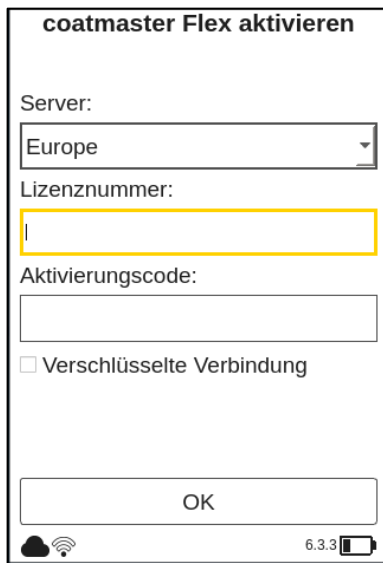 coatmaster Flex aktivieren
Server:
Europe
Lizenznummer:
Aktivierungscode:
Verschlüsselte Verbindung
OK
6.3.3